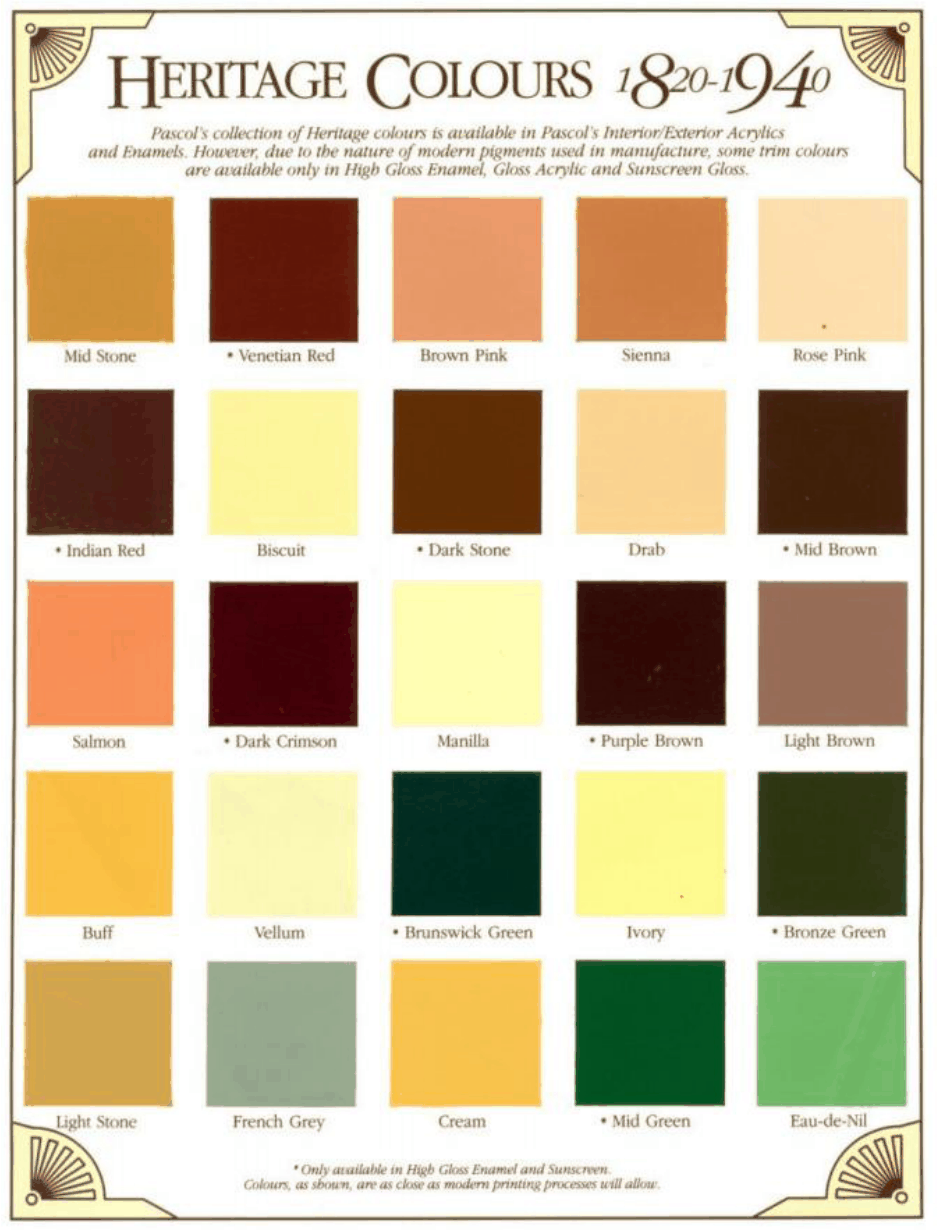 HERITAGE COLOURS 1820-1940
Pascol's collection of Heritage colours is available in Pascol's Interior/Exterior Acrylics
and Enamels. However, due to the nature of modern pigments used in manufacture, some trim colours
are available only in High Gloss Enamel, Gloss Acrylic and Sunscreen Gloss.
Mid Stone
• Venetian Red
Brown Pink
Sienna
Rose Pink
• Indian Red
Biscuit
• Dark Stone
Drab
• Mid Brown
Salmon
• Dark Crimson
Manilla
• Purple Brown
Light Brown
Buff
Vellum
• Brunswick Green
Ivory
• Bronze Green
Light Stone
French Grey
Cream
• Mid Green
Eau-de-Nil
• Only available in High Gloss Enamel and Sunscreen.
Colours, as shown, are as close as modern printing processes will allow.